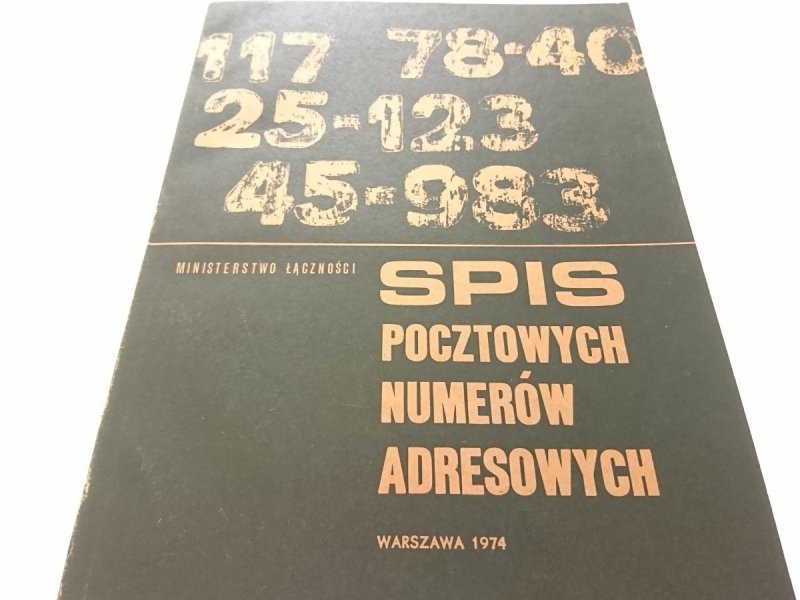 117 78-40
25-123
45-983
MINISTERSTWO ŁĄCZNOŚCI
SPIS
POCZTOWYCH
NUMERÓW
ADRESOWYCH
WARSZAWA 1974